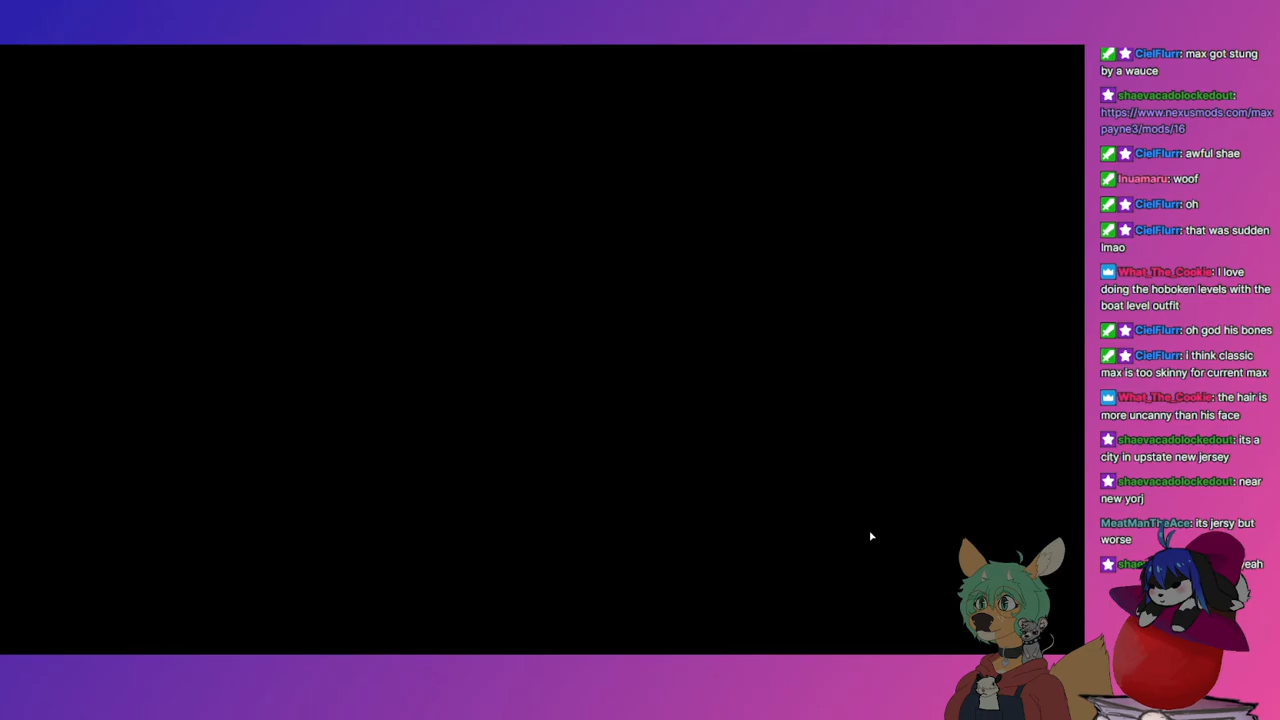 CielFlurr: max got stung
by a wauce
shaevacadolockedout:
https://www.nexusmods.com/max
payne3/mods/16
CielFlurr: awful shae
Inuamaru: woof
CielFlurr: oh
CielFlurr: that was sudden
lmao
What_The_Cookie: I love
doing the hoboken levels with the
boat level outfit
CielFlurr: oh god his bones
CielFlurr: i think classic
max is too skinny for current max
What_The_Cookie: the hair is
more uncanny than his face
shaevacadolockedout: its a
city in upstate new jersey
shaevacadolockedout: near
new yorj
MeatManTheAce: its jersy but
worse
yeah